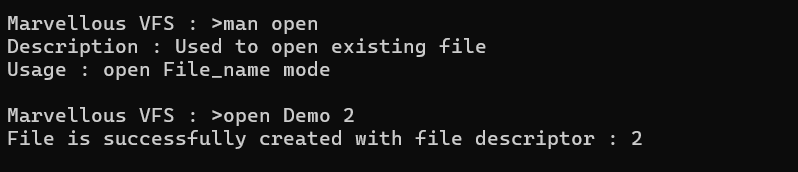 Marvellous VFS : >man open
Description : Used to open existing file
Usage : open File_name mode
Marvellous VFS : >open Demo 2
File is successfully created with file descriptor : 2